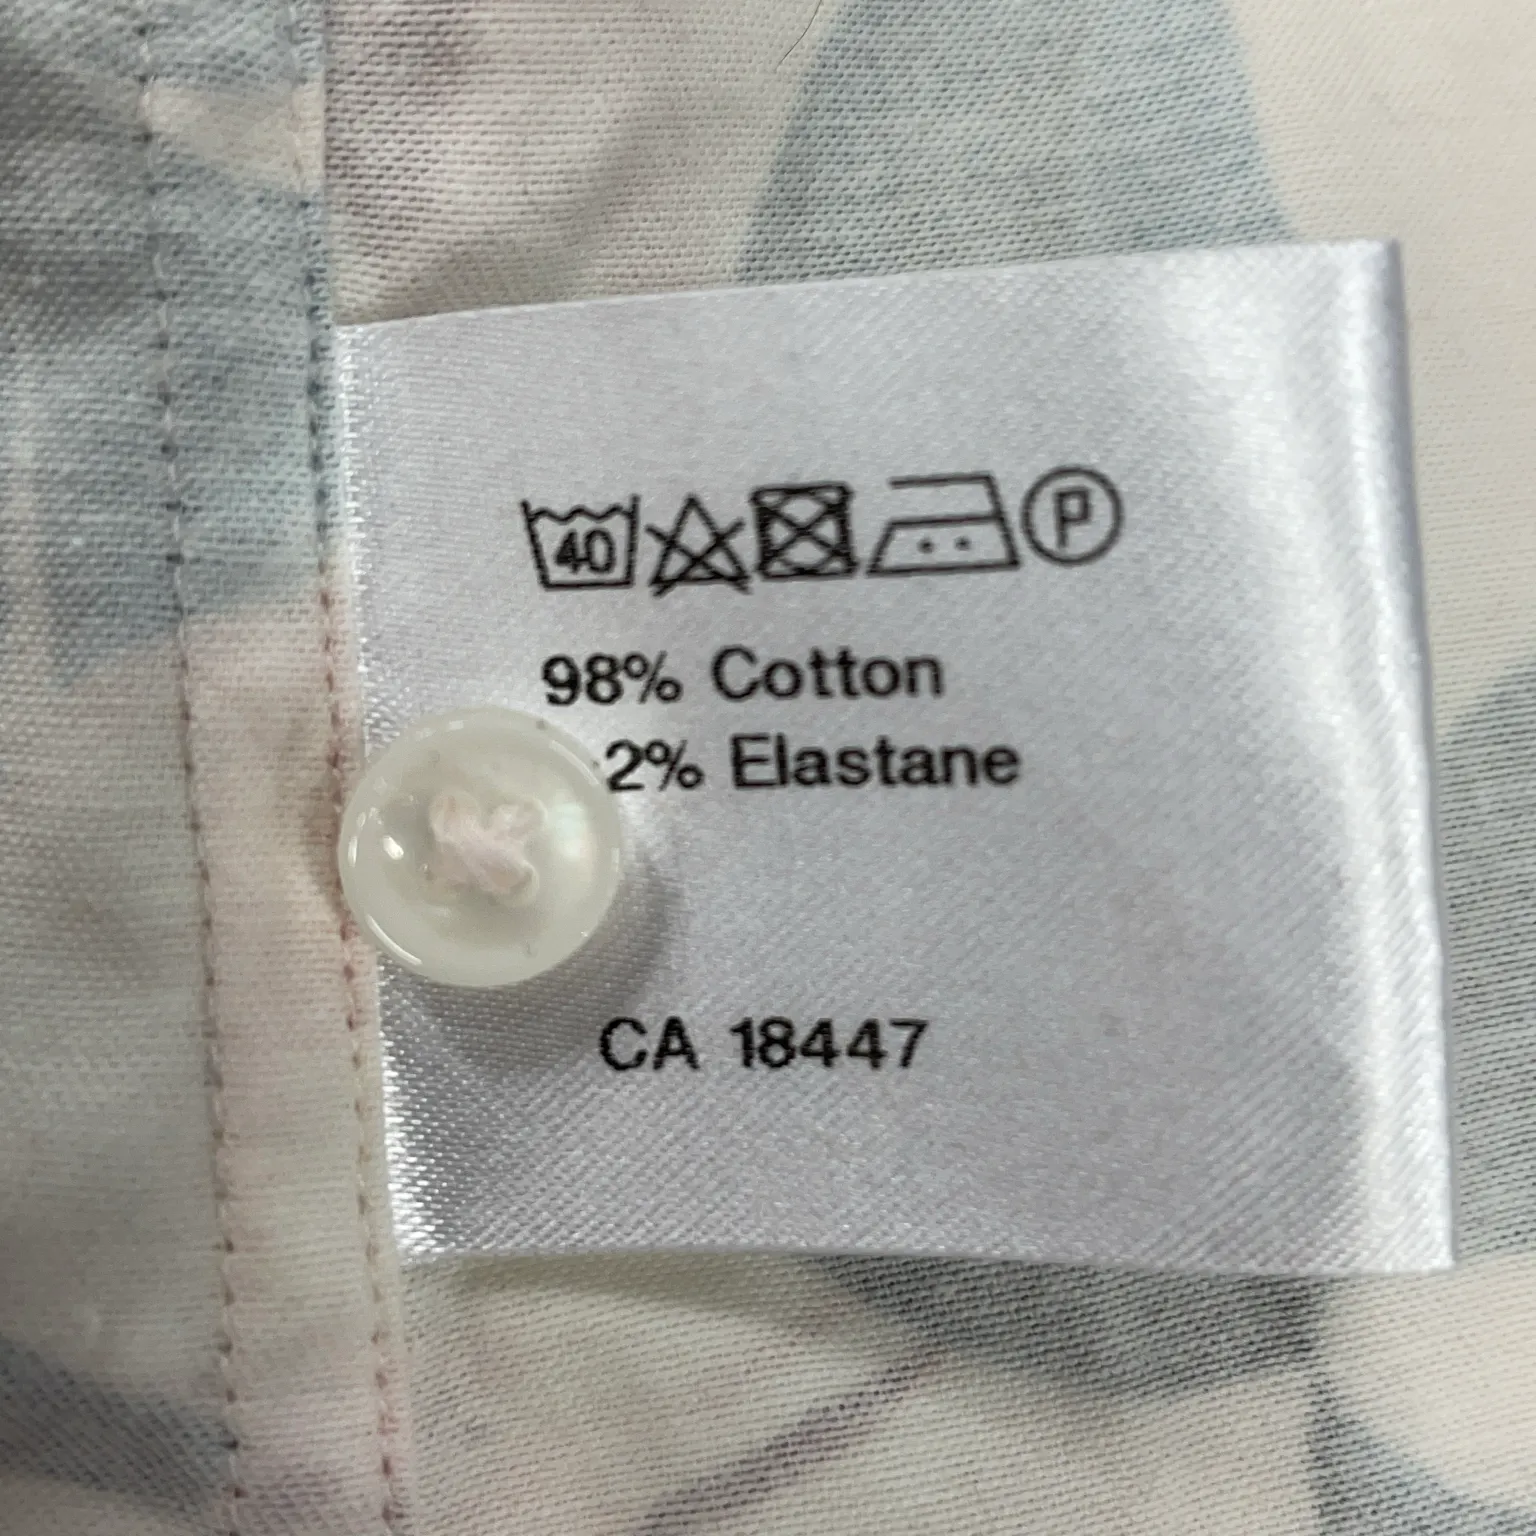 40 P
98% Cotton
2% Elastane
CA 18447